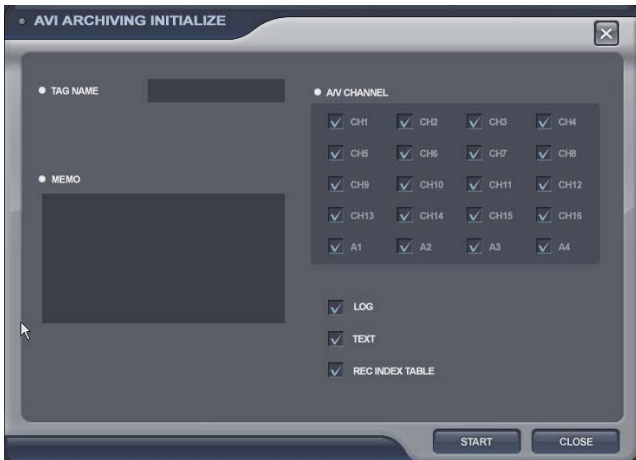 AVI ARCHIVING INITIALIZE
TAG NAME
MEMO
A/V CHANNEL
CH1 CH2 CH3 CH4
CH5 CH6 CH7 CH8
CH9 CH10 CH11 CH12
CH13 CH14 CH15 CH16
A1 A2 A3 A4
LOG
TEXT
REC INDEX TABLE
START CLOSE